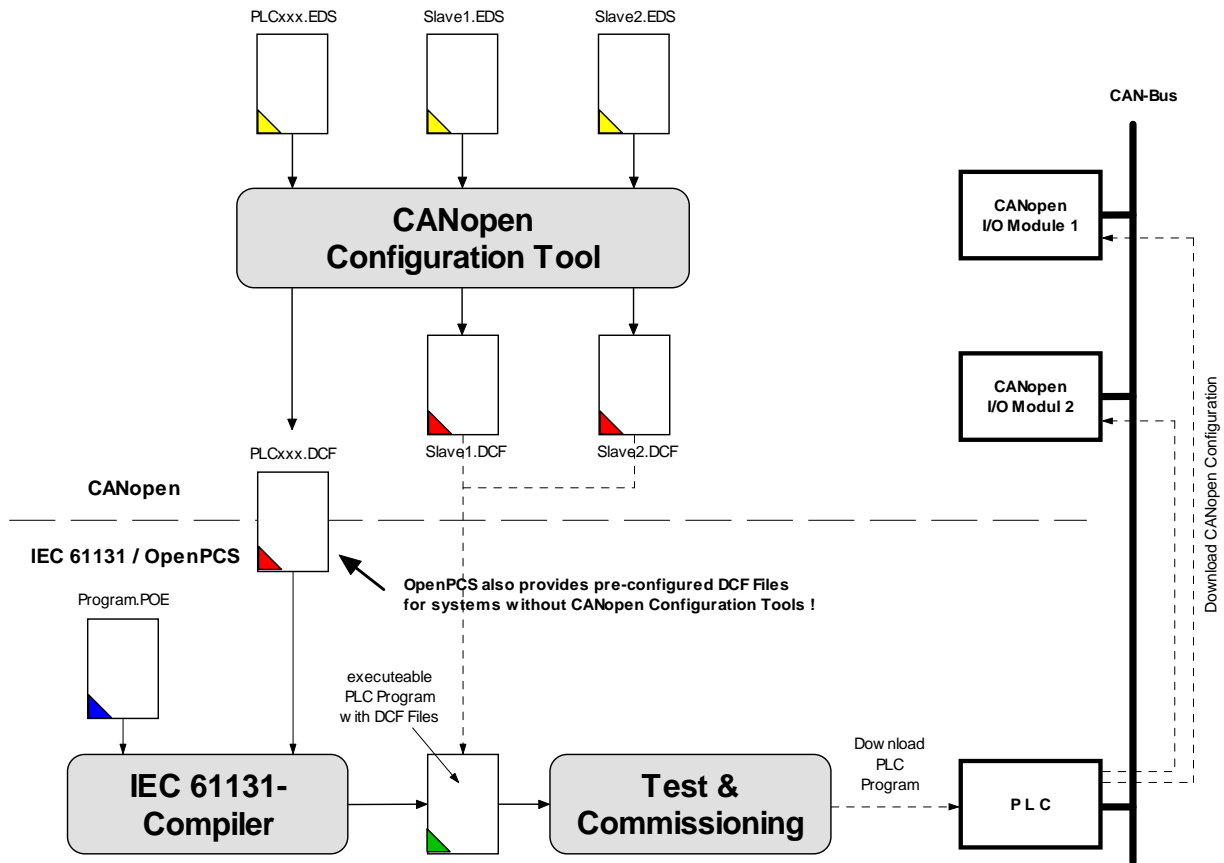 PLCxxx.EDS
Slave1.EDS
Slave2.EDS
CAN-Bus
CANopen
Configuration Tool
CANopen
I/O Module 1
CANopen
I/O Modul 2
Download CANopen Configuration
PLCxxx.DCF
Slave1.DCF
Slave2.DCF
CANopen
IEC 61131 / OpenPCS
OpenPCS also provides pre-configured DCF Files
for systems without CANopen Configuration Tools !
Program.POE
executeable
PLC Program
with DCF Files
IEC 61131-
Compiler
Test &
Commissioning
Download
PLC
Program
P L C